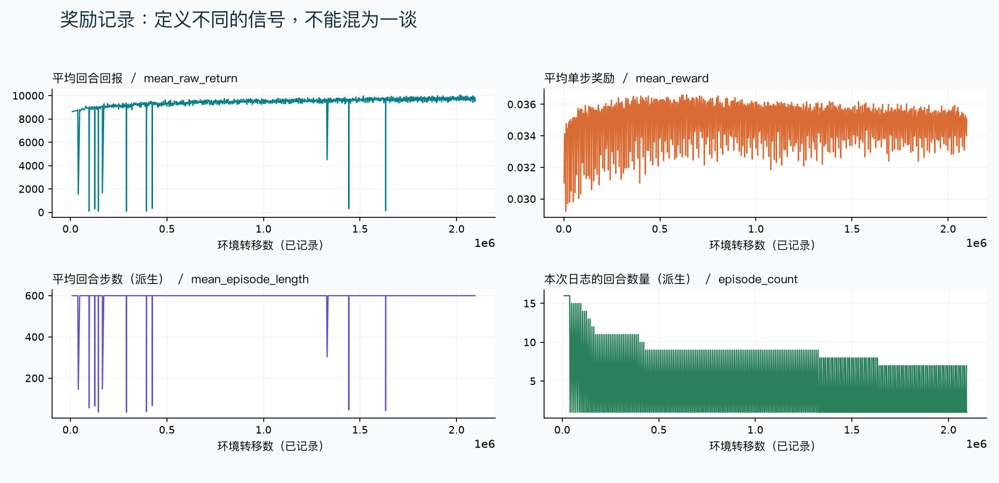 奖励记录：定义不同的信号，不能混为一谈
平均回合回报 / mean_raw_return
10000
8000
6000
4000
2000
0
0.0 0.5 1.0 1.5 2.0
1e6
环境转移数（已记录）
平均单步奖励 / mean_reward
0.036
0.034
0.032
0.030
0.0 0.5 1.0 1.5 2.0
1e6
环境转移数（已记录）
平均回合步数（派生） / mean_episode_length
600
400
200
0.0 0.5 1.0 1.5 2.0
1e6
环境转移数（已记录）
本次日志的回合数量（派生） / episode_count
15
10
5
0.0 0.5 1.0 1.5 2.0
1e6
环境转移数（已记录）